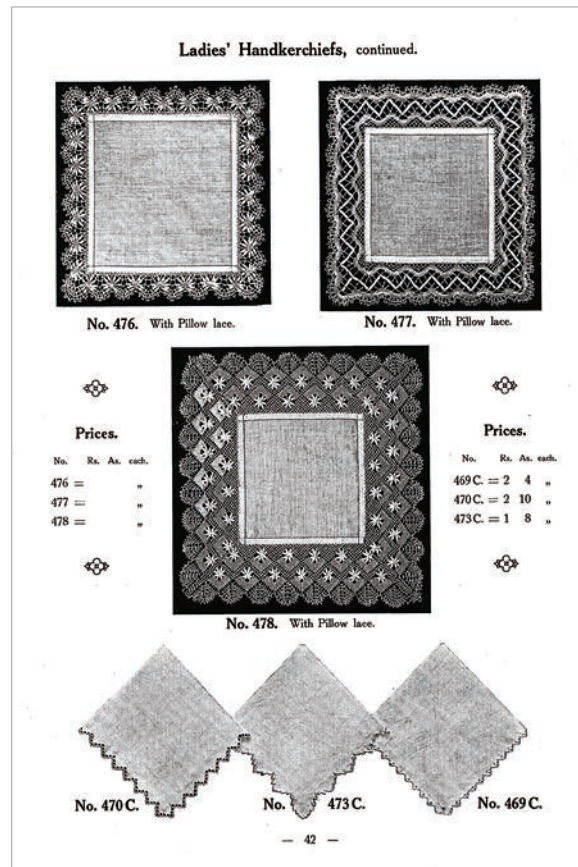 Ladies' Handkerchiefs, continued.
No. 476. With Pillow lace.
No. 477. With Pillow lace.
Prices.
No. Rs. As. each.
476 = „
477 = „
478 = „
Prices.
No. Rs. As. each.
469 C. = 2 4 „
470 C. = 2 10 „
473 C. = 1 8 „
No. 478. With Pillow lace.
No. 470 C.
No. 473 C.
No. 469 C.
— 42 —